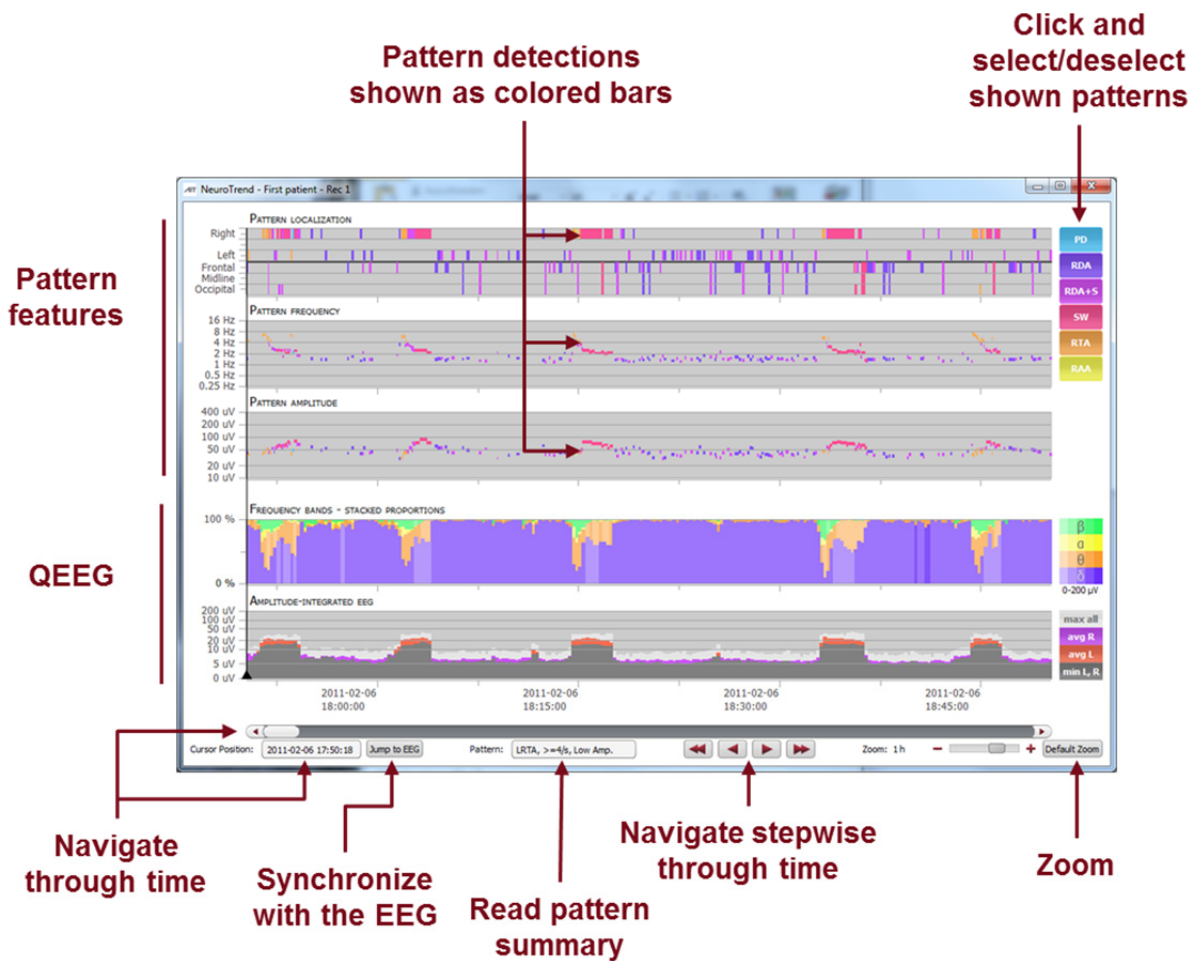 Click and
select/deselect
shown patterns
Pattern detections
shown as colored bars
NeuroTrend - First patient - Rec 1
Pattern
features
PATTERN LOCALIZATION
Right
Left
Frontal
Midline
Occipital
PD
RDA
RDA+S
SW
RTA
RAA
PATTERN FREQUENCY
16 Hz
8 Hz
4 Hz
2 Hz
1 Hz
0.5 Hz
0.25 Hz
PATTERN AMPLITUDE
400 uV
200 uV
100 uV
50 uV
20 uV
10 uV
QEEG
FREQUENCY BANDS - STACKED PROPORTIONS
100 %
0 %
β
α
θ
δ
0-200 µV
AMPLITUDE-INTEGRATED EEG
200 uV
100 uV
50 uV
20 uV
10 uV
5 uV
0 uV
max all
avg R
avg L
min L, R
2011-02-06 2011-02-06 2011-02-06 2011-02-06
18:00:00 18:15:00 18:30:00 18:45:00
Cursor Position: 2011-02-06 17:50:18 Jump to EEG Pattern: LRTA, >=4/s, Low Amp. Zoom: 1 h Default Zoom
Navigate
through time
Synchronize
with the EEG
Read pattern
summary
Navigate stepwise
through time
Zoom